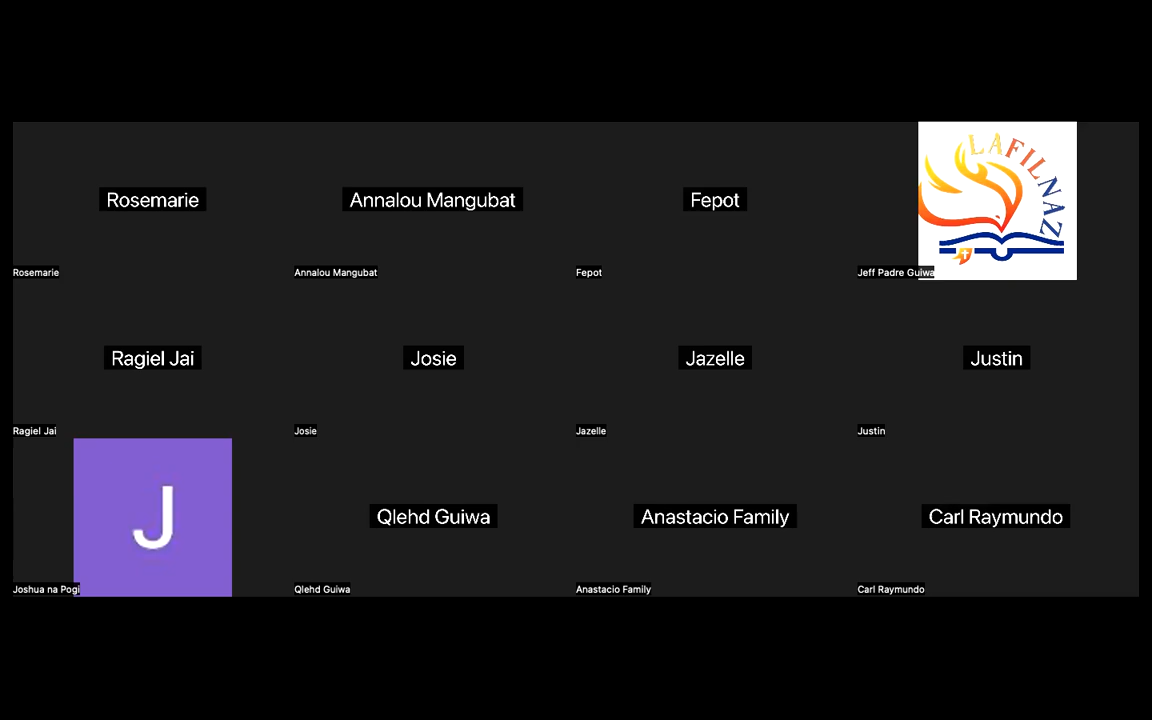 Rosemarie
Rosemarie
Annalou Mangubat
Annalou Mangubat
Fepot
Fepot
LAFILNAZ
Jeff Padre Guiwa
Ragiel Jai
Ragiel Jai
Josie
Josie
Jazelle
Jazelle
Justin
Justin
J
Joshua na Pogi
Qlehd Guiwa
Qlehd Guiwa
Anastacio Family
Anastacio Family
Carl Raymundo
Carl Raymundo